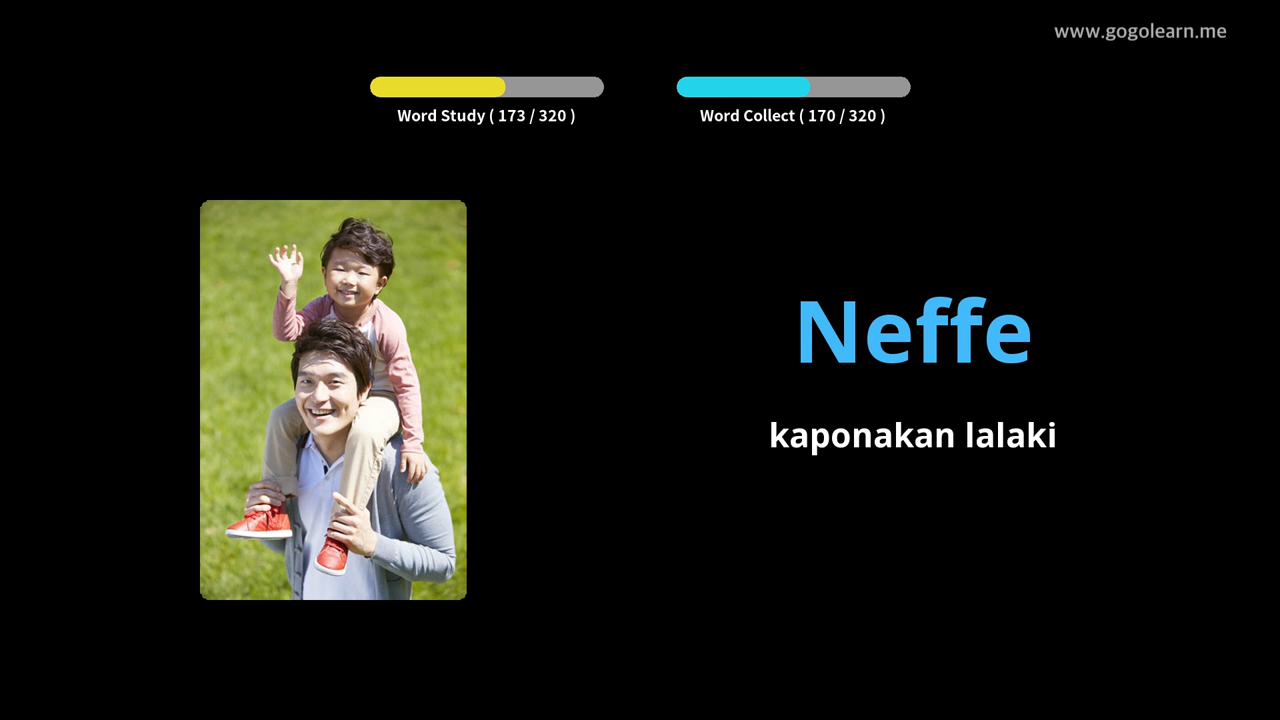 www.gogolearn.me
Word Study ( 173 / 320 )
Word Collect ( 170 / 320 )
Neffe
kaponakan lalaki